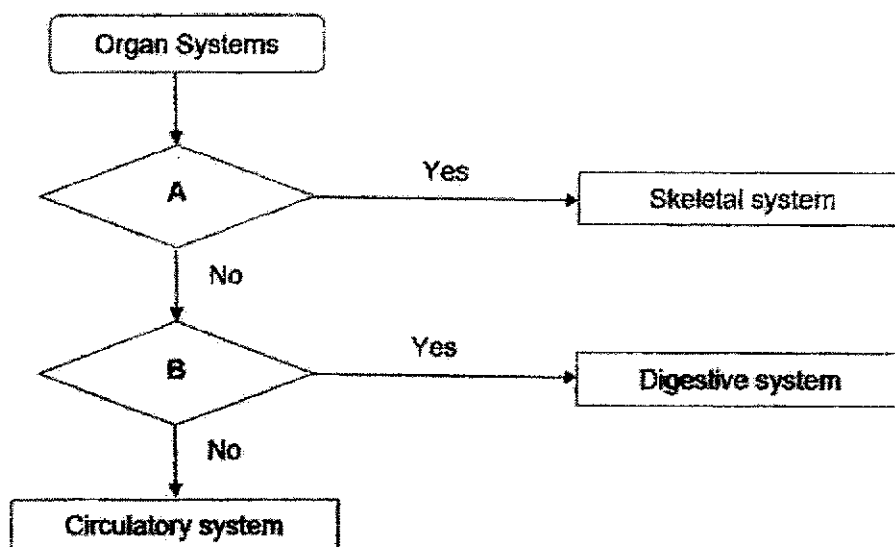 Organ Systems
A
Yes
Skeletal system
No
B
Yes
Digestive system
No
Circulatory system